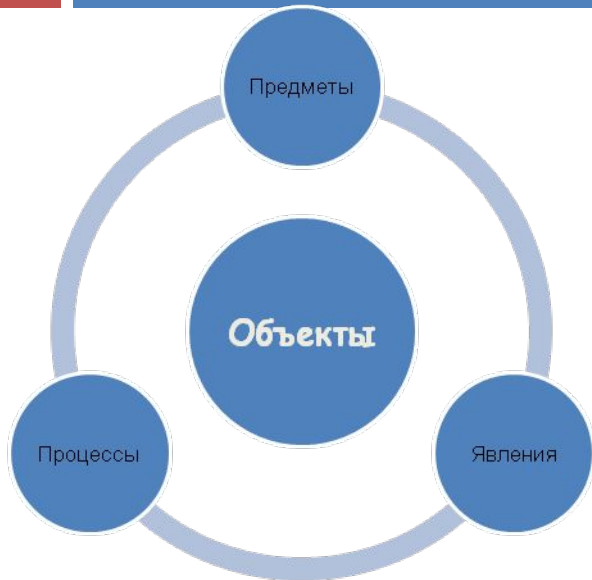 Предметы
Объекты
Процессы
Явления